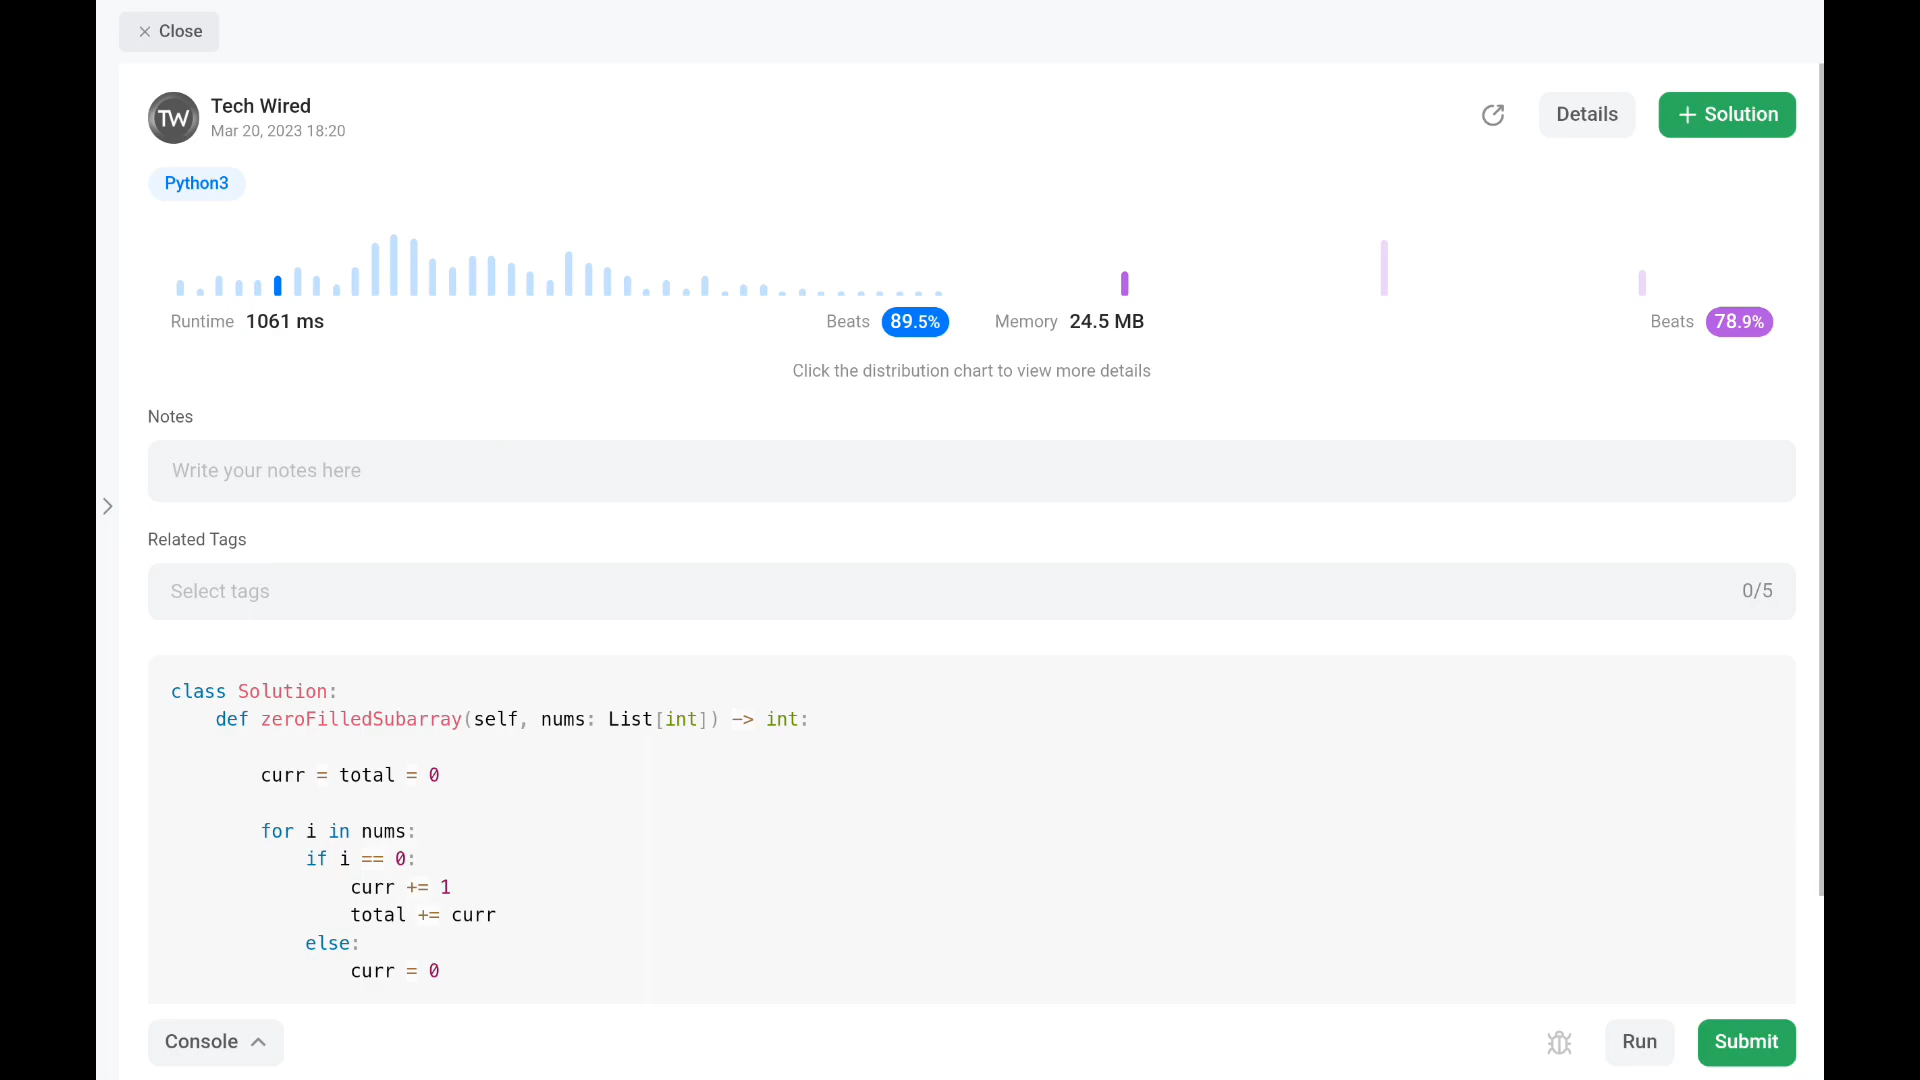 Close
TW
Tech Wired
Mar 20, 2023 18:20
Details
+ Solution
Python3
Runtime 1061 ms
Beats 89.5%
Memory 24.5 MB
Beats 78.9%
Click the distribution chart to view more details
Notes
Write your notes here
Related Tags
Select tags
0/5
class Solution:
    def zeroFilledSubarray(self, nums: List[int]) -> int:
        curr = total = 0
        for i in nums:
            if i == 0:
                curr += 1
                total += curr
            else:
                curr = 0
Console
Run
Submit